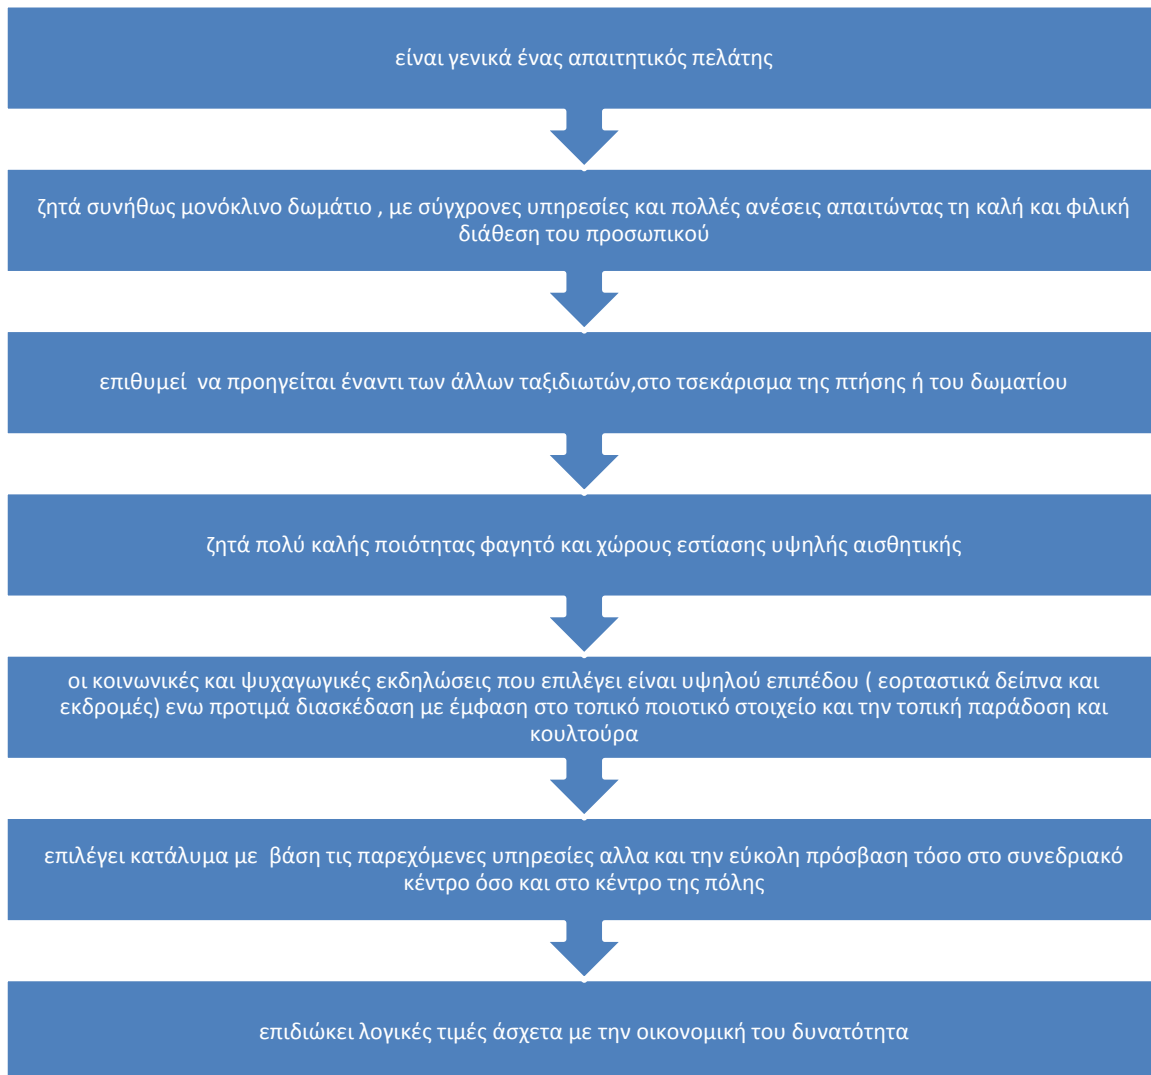 είναι γενικά ένας απαιτητικός πελάτης
ζητά συνήθως μονόκλινο δωμάτιο , με σύγχρονες υπηρεσίες και πολλές ανέσεις απαιτώντας τη καλή και φιλική
διάθεση του προσωπικού
επιθυμεί  να προηγείται έναντι των άλλων ταξιδιωτών,στο τσεκάρισμα της πτήσης ή του δωματίου
ζητά πολύ καλής ποιότητας φαγητό και χώρους εστίασης υψηλής αισθητικής
οι κοινωνικές και ψυχαγωγικές εκδηλώσεις που επιλέγει είναι υψηλού επιπέδου ( εορταστικά δείπνα και
εκδρομές) ενω προτιμά διασκέδαση με έμφαση στο τοπικό ποιοτικό στοιχείο και την τοπική παράδοση και
κουλτούρα
επιλέγει κατάλυμα με  βάση τις παρεχόμενες υπηρεσίες αλλα και την εύκολη πρόσβαση τόσο στο συνεδριακό
κέντρο όσο και στο κέντρο της πόλης
επιδιώκει λογικές τιμές άσχετα με την οικονομική του δυνατότητα